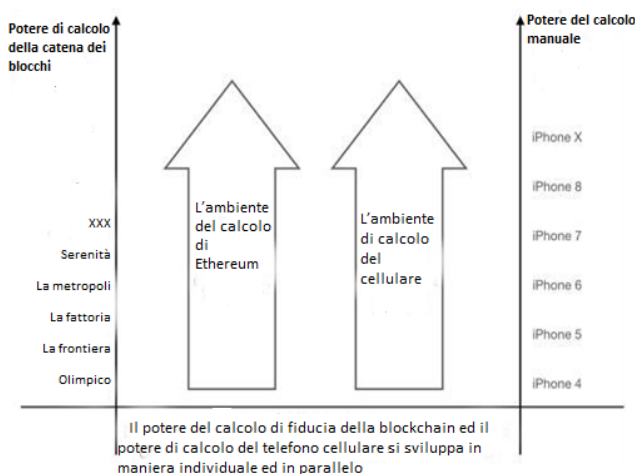 Potere di calcolo
della catena dei
blocchi
Potere del calcolo
manuale
iPhone X
iPhone 8
XXX
iPhone 7
Serenità
La metropoli
iPhone 6
La fattoria
iPhone 5
La frontiera
Olimpico
iPhone 4
L'ambiente
del calcolo
di
Ethereum
L'ambiente
di calcolo
del
cellulare
Il potere del calcolo di fiducia della blockchain ed il
potere di calcolo del telefono cellulare si sviluppa in
maniera individuale ed in parallelo